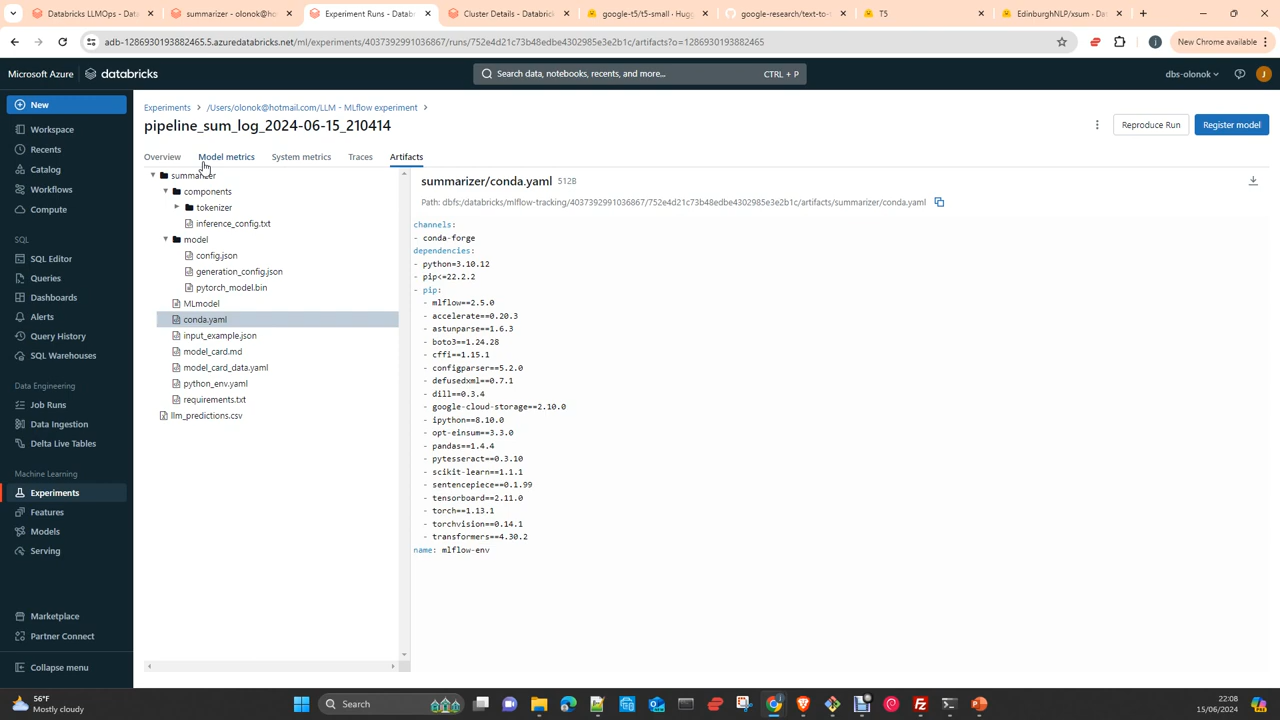 Databricks LLMOps - Datab
summarizer - olonok@hotm
Experiment Runs - Databr
Cluster Details - Databrick
google-t5/t5-small · Hugg
google-research/text-to-t
T5
EdinburghNLP/xsum · Da
adb-1286930193882465.5.azuredatabricks.net/ml/experiments/4037392991036867/runs/752e4d21c73b48edbe4302985e3e2b1c/artifacts?o=1286930193882465
New Chrome available
Microsoft Azure
databricks
Search data, notebooks, recents, and more...
CTRL + P
dbs-olonok
J
New
Workspace
Recents
Catalog
Workflows
Compute
SQL
SQL Editor
Queries
Dashboards
Alerts
Query History
SQL Warehouses
Data Engineering
Job Runs
Data Ingestion
Delta Live Tables
Machine Learning
Experiments
Features
Models
Serving
Marketplace
Partner Connect
Collapse menu
Experiments
/Users/olonok@hotmail.com/LLM - MLflow experiment
pipeline_sum_log_2024-06-15_210414
Reproduce Run
Register model
Overview
Model metrics
System metrics
Traces
Artifacts
summarizer
components
tokenizer
inference_config.txt
model
config.json
generation_config.json
pytorch_model.bin
MLmodel
conda.yaml
input_example.json
model_card.md
model_card_data.yaml
python_env.yaml
requirements.txt
llm_predictions.csv
summarizer/conda.yaml 512B
Path: dbfs:/databricks/mlflow-tracking/4037392991036867/752e4d21c73b48edbe4302985e3e2b1c/artifacts/summarizer/conda.yaml
channels:
- conda-forge
dependencies:
- python=3.10.12
- pip<=22.2.2
- pip:
- mlflow==2.5.0
- accelerate==0.20.3
- astunparse==1.6.3
- boto3==1.24.28
- cffi==1.15.1
- configparser==5.2.0
- defusedxml==0.7.1
- dill==0.3.4
- google-cloud-storage==2.10.0
- ipython==8.10.0
- opt-einsum==3.3.0
- pandas==1.4.4
- pytesseract==0.3.10
- scikit-learn==1.1.1
- sentencepiece==0.1.99
- tensorboard==2.11.0
- torch==1.13.1
- torchvision==0.14.1
- transformers==4.30.2
name: mlflow-env
56°F
Mostly cloudy
Search
22:08
15/06/2024